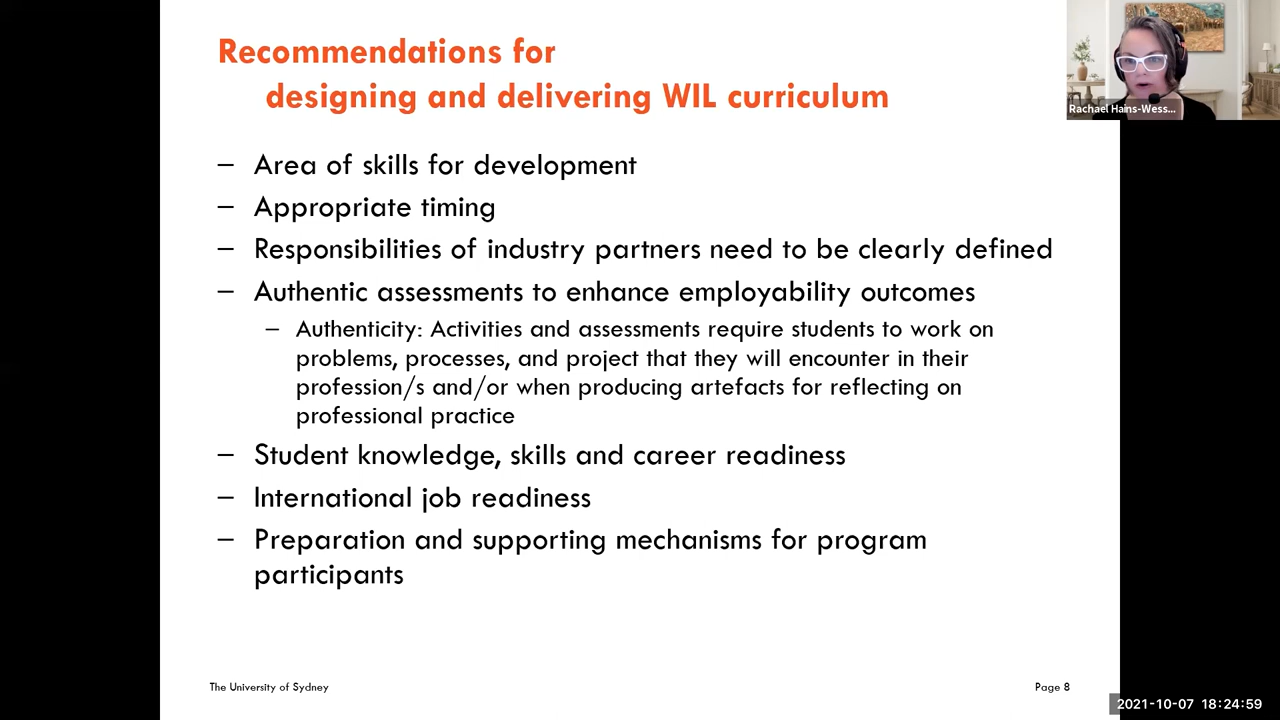 Recommendations for
designing and delivering WIL curriculum
– Area of skills for development
– Appropriate timing
– Responsibilities of industry partners need to be clearly defined
– Authentic assessments to enhance employability outcomes
– Authenticity: Activities and assessments require students to work on
problems, processes, and project that they will encounter in their
profession/s and/or when producing artefacts for reflecting on
professional practice
– Student knowledge, skills and career readiness
– International job readiness
– Preparation and supporting mechanisms for program
participants
The University of Sydney
Page 8
Rachael Hains-Wess...
2021-10-07 18:24:59